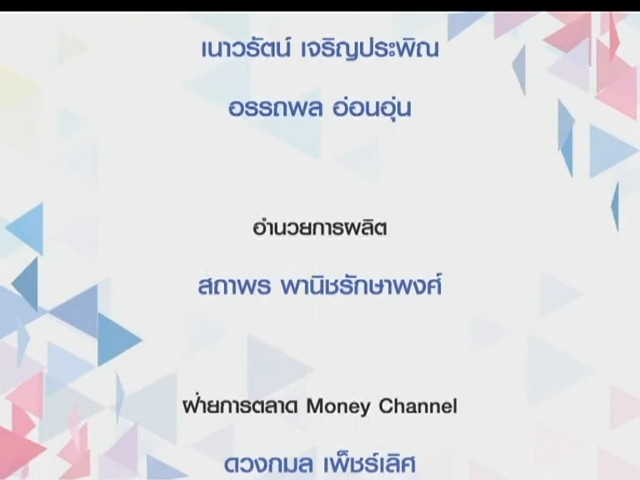 เนาวรัตน์ เจริญประพิณ
อรรถพล อ่อนอุ่น
อำนวยการผลิต
สถาพร พานิชรักษาพงศ์
ฝ่ายการตลาด Money Channel
ดวงกมล เพ็ชร์เลิศ